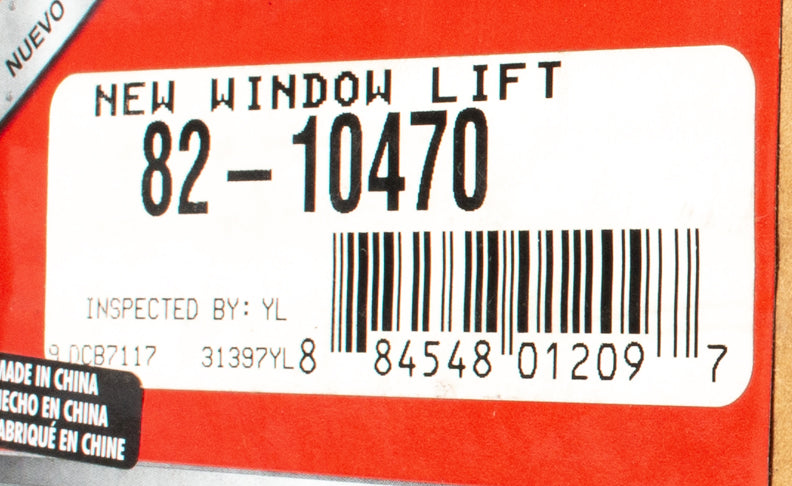 NUEVO
NEW WINDOW LIFT
82-10470
INSPECTED BY: YL
9 DCB7117 31397YL
8 84548 01209 7
MADE IN CHINA
HECHO EN CHINA
FABRIQUÉ EN CHINE